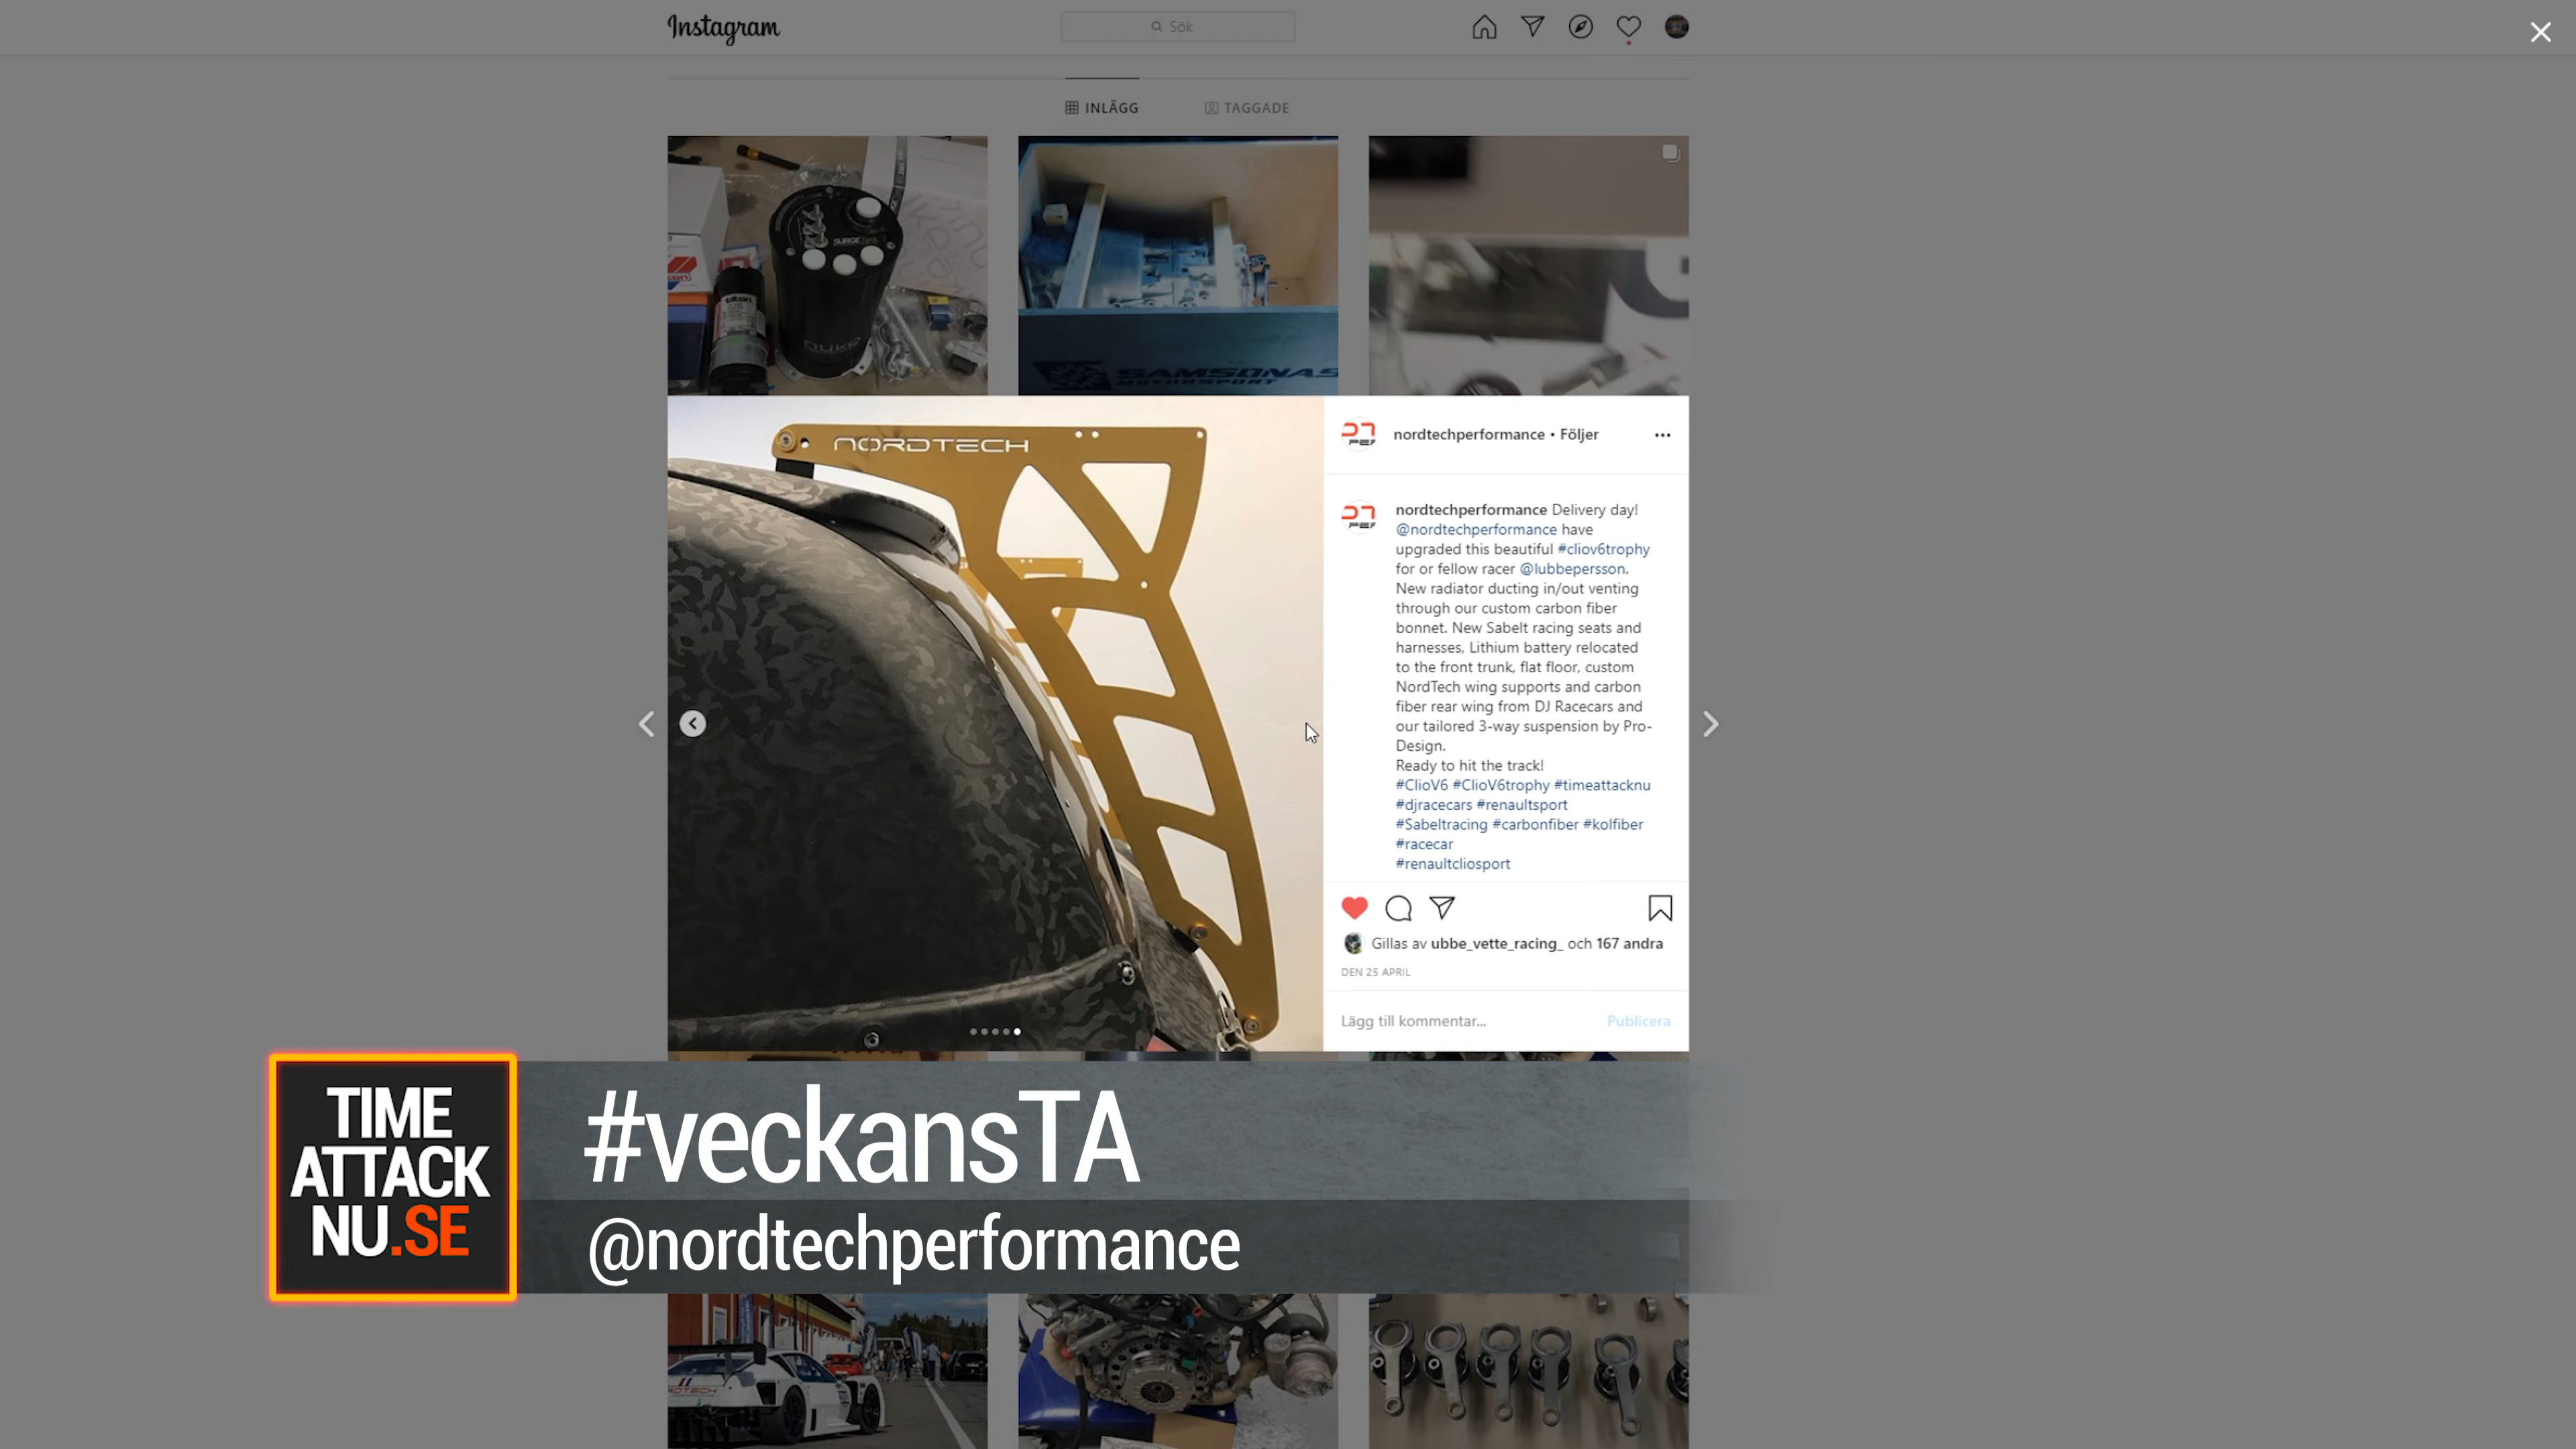 Instagram
Sök
INLÄGG
TAGGADE
SURGE
tilton
NUKE
SAMSONAS
MOTORSPORT
NORDTECH
nordtechperformance • Följer
nordtechperformance Delivery day!
@nordtechperformance have
upgraded this beautiful #cliov6trophy
for or fellow racer @lubbepersson.
New radiator ducting in/out venting
through our custom carbon fiber
bonnet. New Sabelt racing seats and
harnesses, Lithium battery relocated
to the front trunk, flat floor, custom
NordTech wing supports and carbon
fiber rear wing from DJ Racecars and
our tailored 3-way suspension by Pro-
Design.
Ready to hit the track!
#ClioV6 #ClioV6trophy #timeattacknu
#djracecars #renaultsport
#Sabeltracing #carbonfiber #kolfiber
#racecar
#renaultcliosport
Gillas av ubbe_vette_racing_ och 167 andra
DEN 25 APRIL
Lägg till kommentar...
Publicera
TIME
ATTACK
NU.SE
#veckansTA
@nordtechperformance